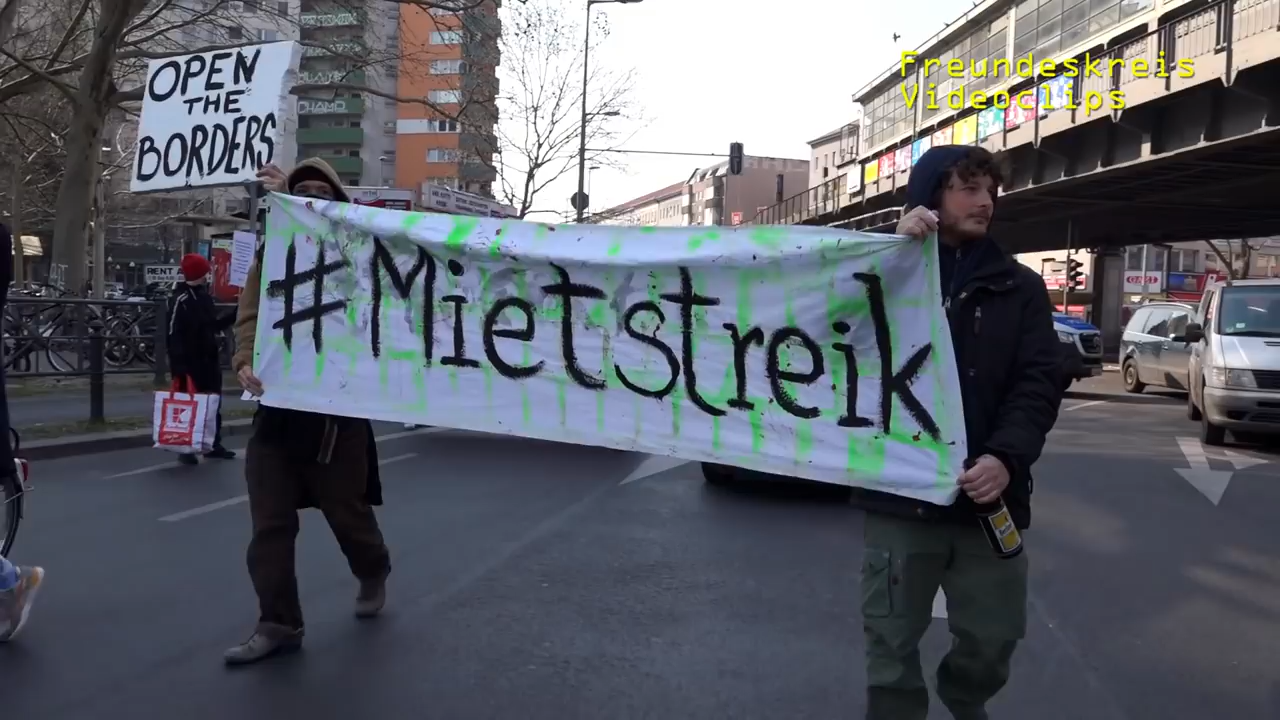 Freundeskreis
Videoclips
OPEN
THE
BORDERS
#Mietstreik
CHAMP
RENT A